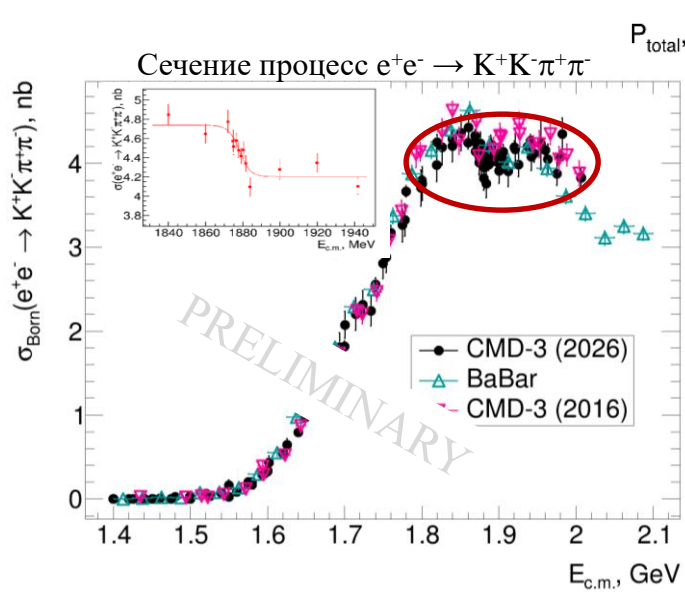 P_total,
Сечение процесс e⁺e⁻ → K⁺K⁻π⁺π⁻
σ_Born(e⁺e⁻ → K⁺K⁻π⁺π⁻), nb
4
3
2
1
0
1.4 1.5 1.6 1.7 1.8 1.9 2 2.1
E_c.m., GeV
σ(e⁺e⁻ → K⁺K⁻π⁺π⁻), nb
5
4.8
4.6
4.4
4.2
4
3.8
1840 1860 1880 1900 1920 1940
E_c.m., MeV
PRELIMINARY
CMD-3 (2026)
BaBar
CMD-3 (2016)